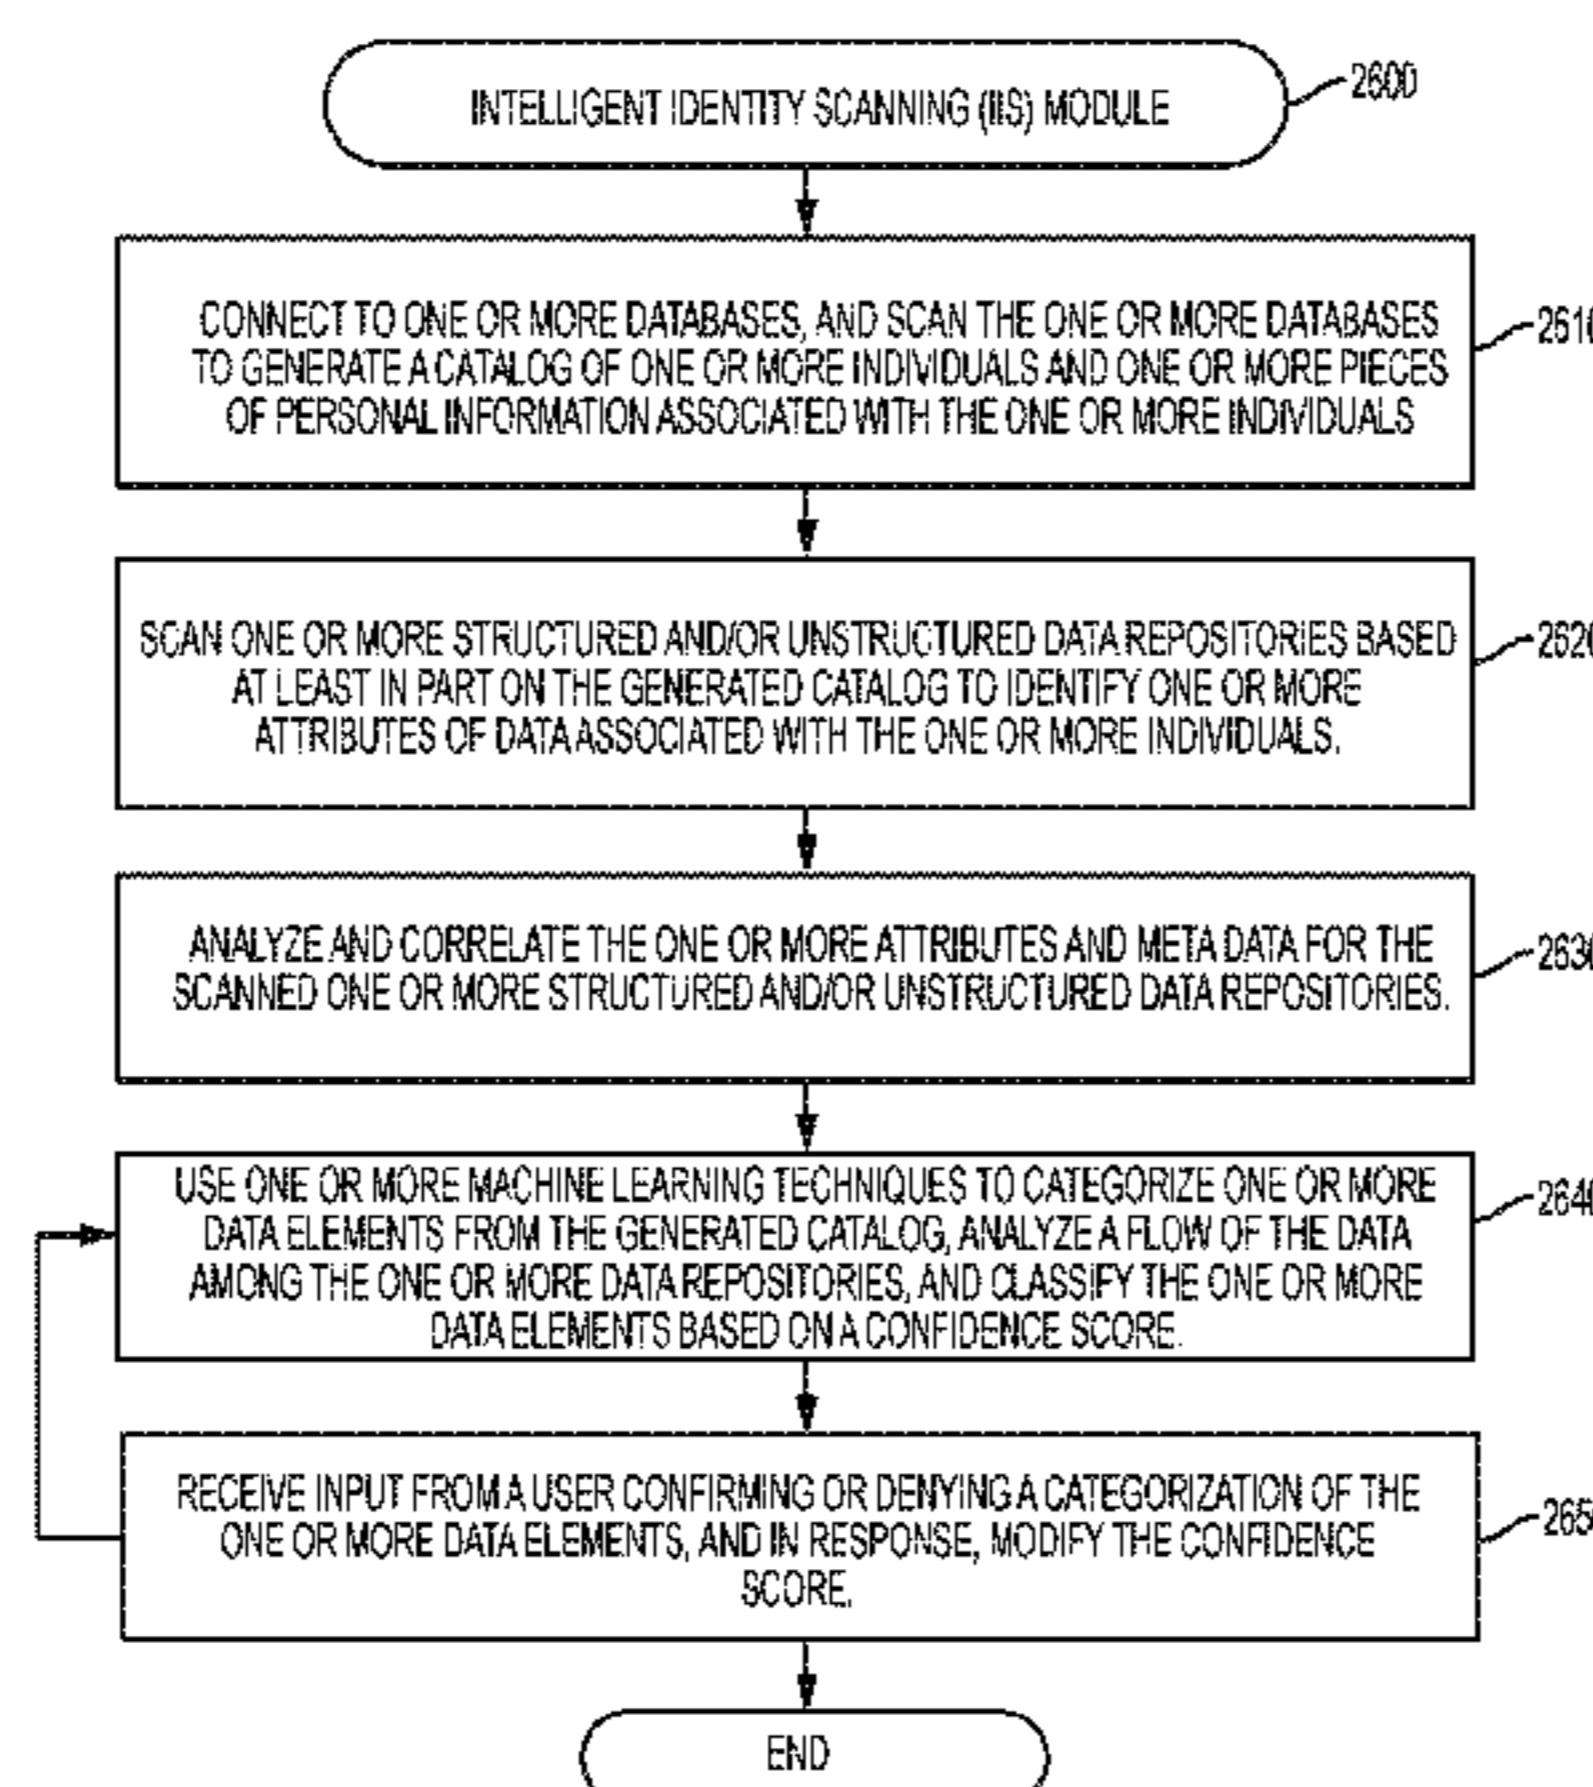 INTELLIGENT IDENTITY SCANNING (IIS) MODULE
2600
CONNECT TO ONE OR MORE DATABASES, AND SCAN THE ONE OR MORE DATABASES
TO GENERATE A CATALOG OF ONE OR MORE INDIVIDUALS AND ONE OR MORE PIECES
OF PERSONAL INFORMATION ASSOCIATED WITH THE ONE OR MORE INDIVIDUALS
2610
SCAN ONE OR MORE STRUCTURED AND/OR UNSTRUCTURED DATA REPOSITORIES BASED
AT LEAST IN PART ON THE GENERATED CATALOG TO IDENTIFY ONE OR MORE
ATTRIBUTES OF DATA ASSOCIATED WITH THE ONE OR MORE INDIVIDUALS.
2620
ANALYZE AND CORRELATE THE ONE OR MORE ATTRIBUTES AND META DATA FOR THE
SCANNED ONE OR MORE STRUCTURED AND/OR UNSTRUCTURED DATA REPOSITORIES.
2630
USE ONE OR MORE MACHINE LEARNING TECHNIQUES TO CATEGORIZE ONE OR MORE
DATA ELEMENTS FROM THE GENERATED CATALOG, ANALYZE A FLOW OF THE DATA
AMONG THE ONE OR MORE DATA REPOSITORIES, AND CLASSIFY THE ONE OR MORE
DATA ELEMENTS BASED ON A CONFIDENCE SCORE.
2640
RECEIVE INPUT FROM A USER CONFIRMING OR DENYING A CATEGORIZATION OF THE
ONE OR MORE DATA ELEMENTS, AND IN RESPONSE, MODIFY THE CONFIDENCE
SCORE.
2650
END